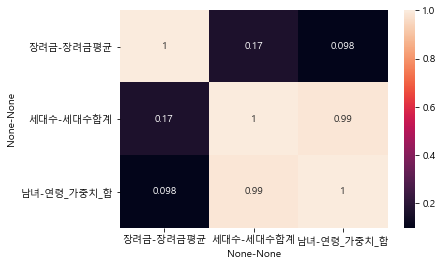 장려금-장려금평균
세대수-세대수합계
남녀-연령_가중치_합
None-None
1
0.17
0.098
0.17
1
0.99
0.098
0.99
1
장려금-장려금평균
세대수-세대수합계
남녀-연령_가중치_합
None-None
1.0
0.8
0.6
0.4
0.2